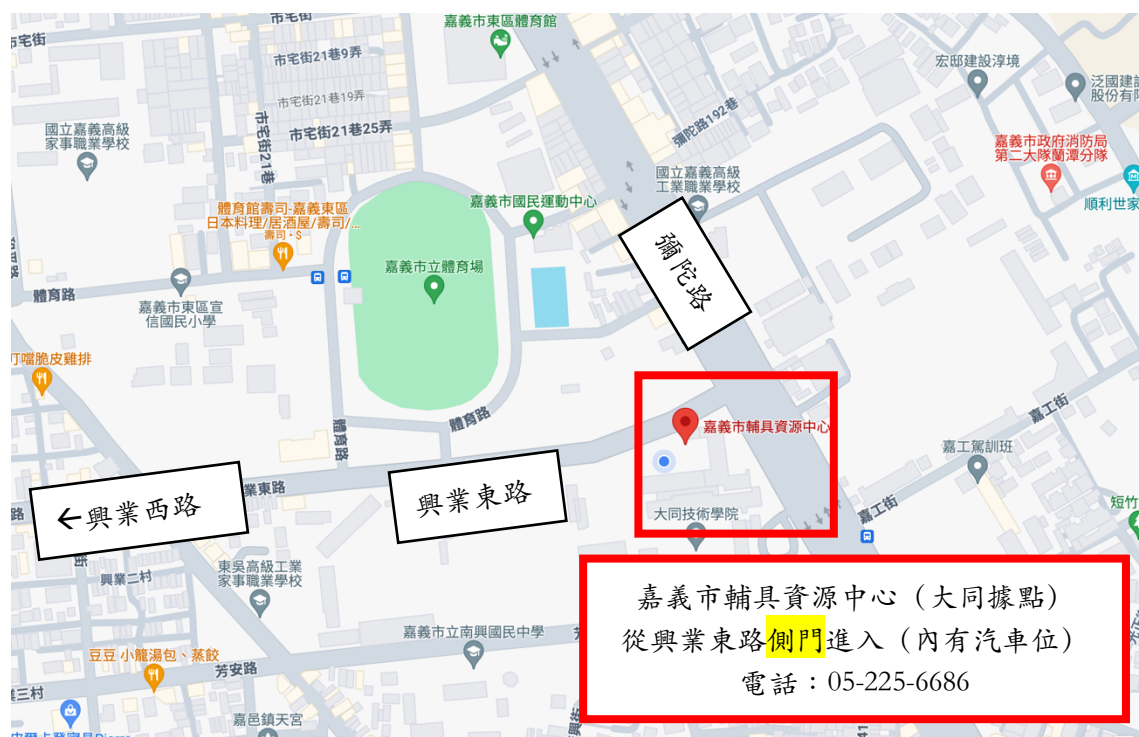 市宅街
嘉義市東區體育館
市宅街
市宅街21巷9弄
宏邸建設淳境
泛國建設
股份有限
市宅街21巷19弄
彌陀路192巷
國立嘉義高級
家事職業學校
市宅街21巷25弄
市宅街21巷
嘉義市政府消防局
第二大隊蘭潭分隊
國立嘉義高級
工業職業學校
順利世家
體育館壽司-嘉義東區
日本料理/居酒屋/壽司/...
壽司·$
嘉義市國民運動中心
彌陀路
嘉義市立體育場
體育路
嘉義市東區宣
信國民小學
叮噹脆皮雞排
體育路
體育路
嘉義市輔具資源中心
嘉工街
嘉工駕訓班
業東路
←興業西路
興業東路
路
大同技術學院
嘉工街
短竹
興業二村
東吳高級工業
家事職業學校
嘉義市立南興國民中學
芳安路
豆豆 小籠湯包、蒸餃
業三村
嘉邑鎮天宮
興街
嘉義市輔具資源中心（大同據點）
從興業東路側門進入（內有汽車位）
電話：05-225-6686